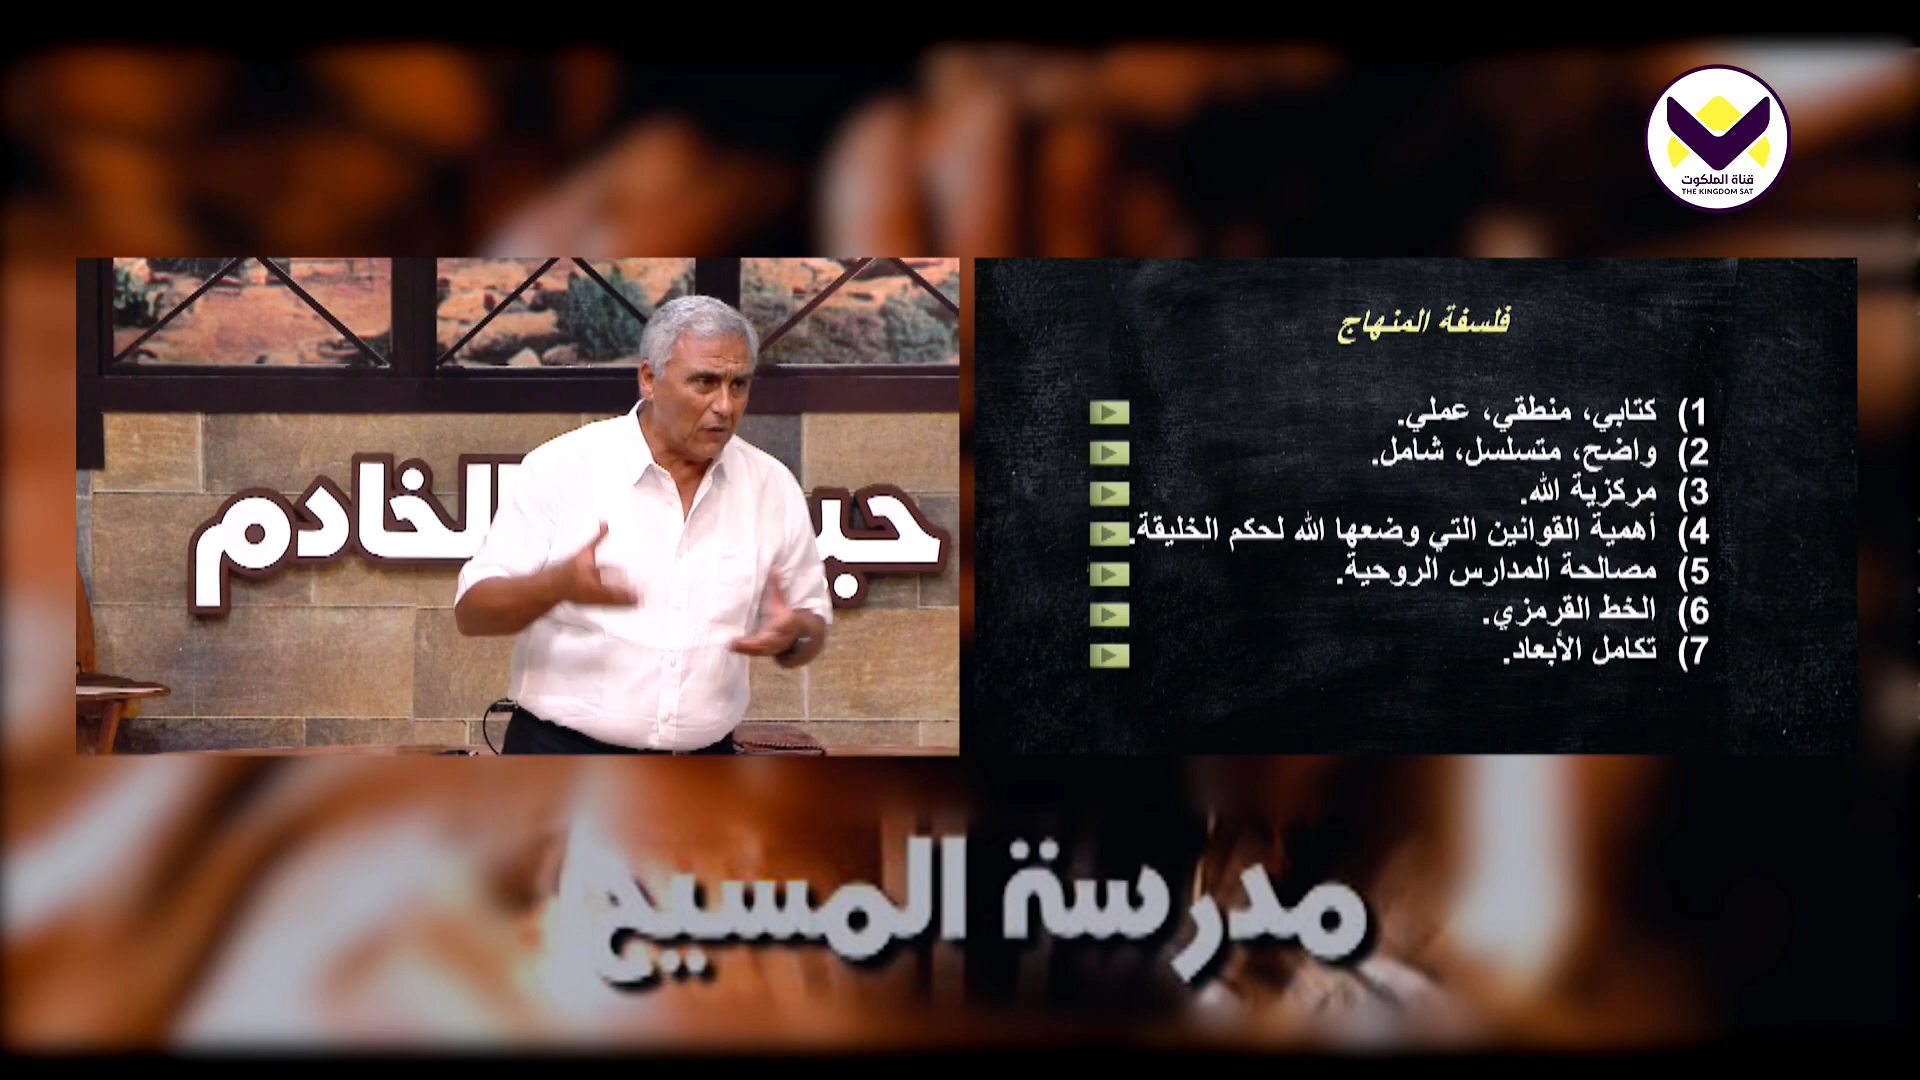 قناة الملكوت
THE KINGDOM SAT
فلسفة المنهاج
1) كتابي، منطقي، عملي.
2) واضح، متسلسل، شامل.
3) مركزية الله.
4) أهمية القوانين التي وضعها الله لحكم الخليقة.
5) مصالحة المدارس الروحية.
6) الخط القرمزي.
7) تكامل الأبعاد.
الخادم
مدرسة المسيح